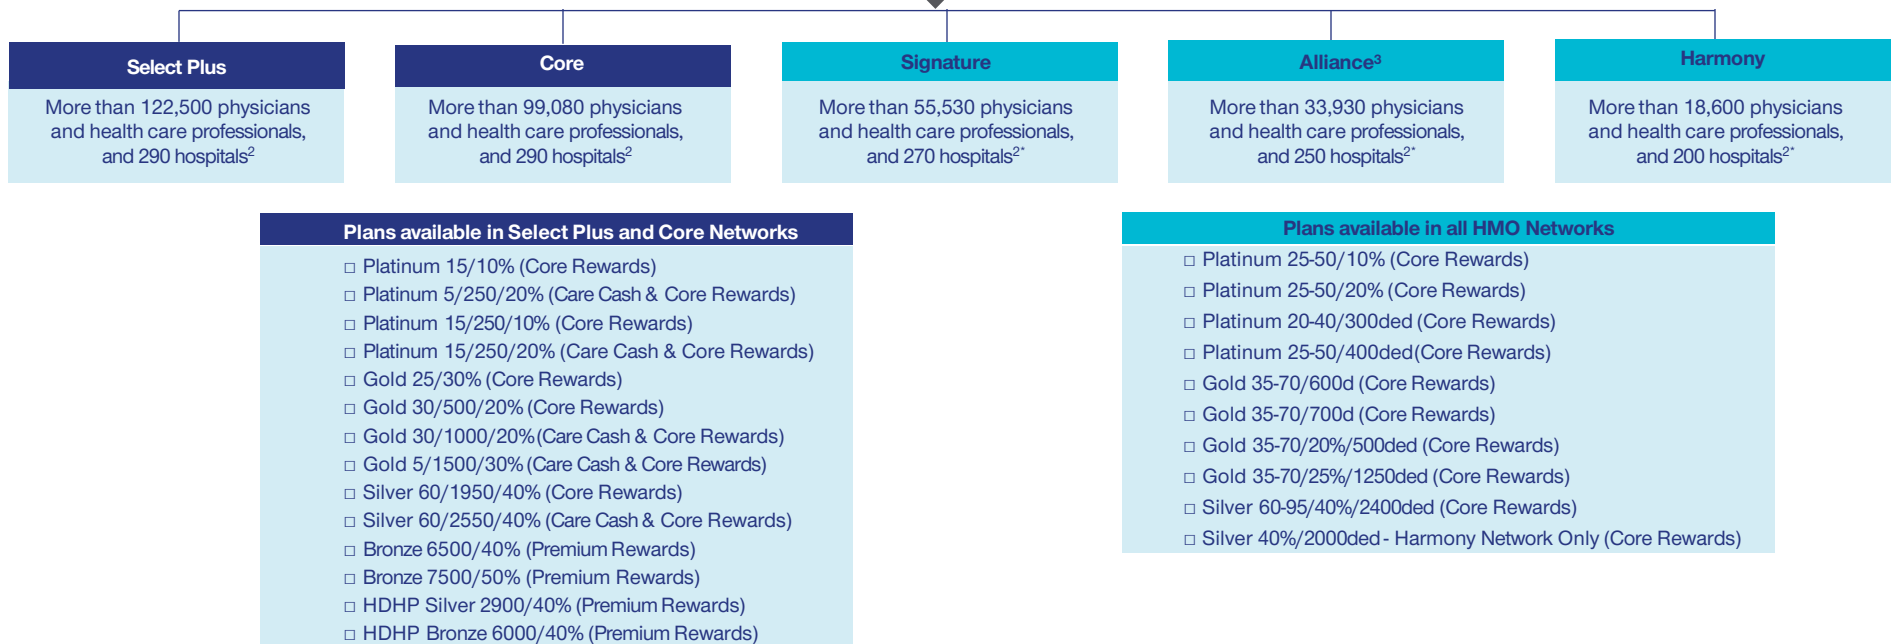 Select Plus
More than 122,500 physicians
and health care professionals,
and 290 hospitals²
Core
More than 99,080 physicians
and health care professionals,
and 290 hospitals²
Signature
More than 55,530 physicians
and health care professionals,
and 270 hospitals²*
Alliance³
More than 33,930 physicians
and health care professionals,
and 250 hospitals²*
Harmony
More than 18,600 physicians
and health care professionals,
and 200 hospitals²*
Plans available in Select Plus and Core Networks
□ Platinum 15/10% (Core Rewards)
□ Platinum 5/250/20% (Care Cash & Core Rewards)
□ Platinum 15/250/10% (Core Rewards)
□ Platinum 15/250/20% (Care Cash & Core Rewards)
□ Gold 25/30% (Core Rewards)
□ Gold 30/500/20% (Core Rewards)
□ Gold 30/1000/20%(Care Cash & Core Rewards)
□ Gold 5/1500/30% (Care Cash & Core Rewards)
□ Silver 60/1950/40% (Core Rewards)
□ Silver 60/2550/40% (Care Cash & Core Rewards)
□ Bronze 6500/40% (Premium Rewards)
□ Bronze 7500/50% (Premium Rewards)
□ HDHP Silver 2900/40% (Premium Rewards)
□ HDHP Bronze 6000/40% (Premium Rewards)
Plans available in all HMO Networks
□ Platinum 25-50/10% (Core Rewards)
□ Platinum 25-50/20% (Core Rewards)
□ Platinum 20-40/300ded (Core Rewards)
□ Platinum 25-50/400ded(Core Rewards)
□ Gold 35-70/600d (Core Rewards)
□ Gold 35-70/700d (Core Rewards)
□ Gold 35-70/20%/500ded (Core Rewards)
□ Gold 35-70/25%/1250ded (Core Rewards)
□ Silver 60-95/40%/2400ded (Core Rewards)
□ Silver 40%/2000ded - Harmony Network Only (Core Rewards)